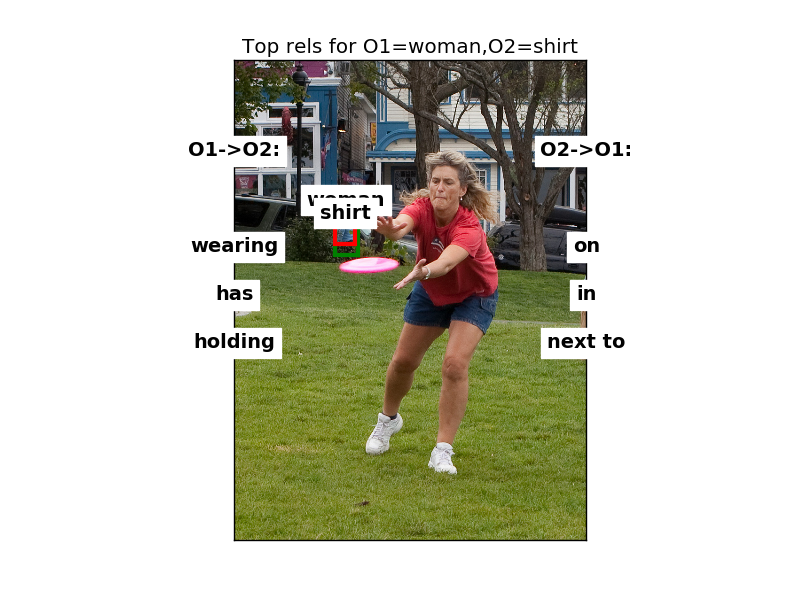 Top rels for O1=woman,O2=shirt
O1->O2:
O2->O1:
woman
shirt
wearing
on
has
in
holding
next to